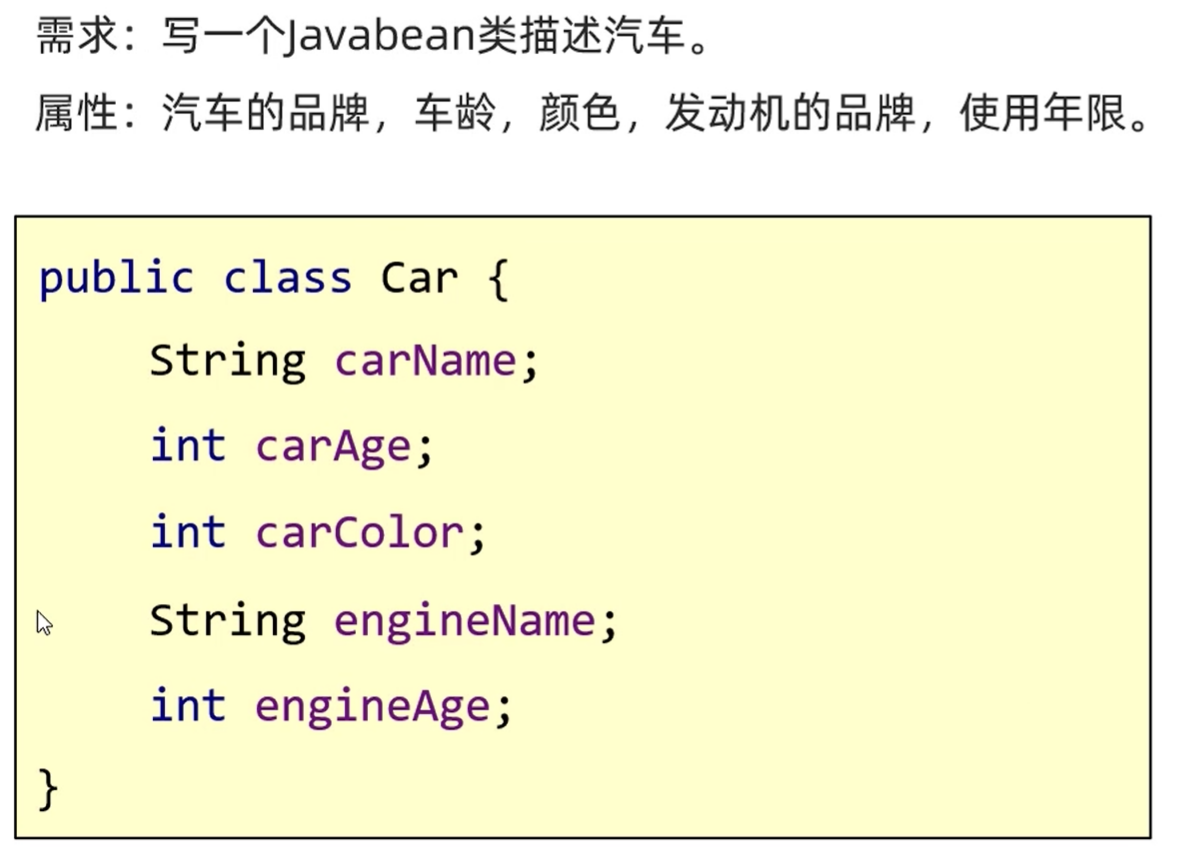 需求：写一个Javabean类描述汽车。
属性：汽车的品牌，车龄，颜色，发动机的品牌，使用年限。
public class Car {
String carName;
int carAge;
int carColor;
String engineName;
int engineAge;
}